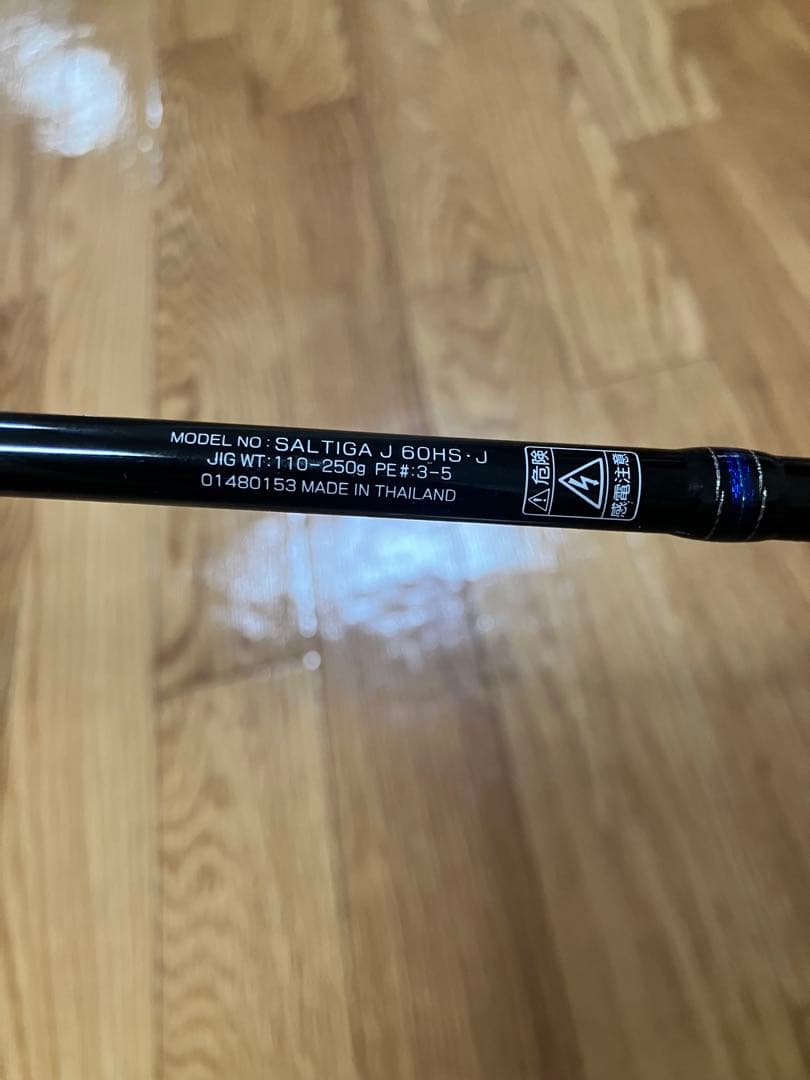 MODEL NO : SALTIGA J 60HS・J
JIG WT: 110-250g PE#:3-5
01480153 MADE IN THAILAND
危険
感電注意